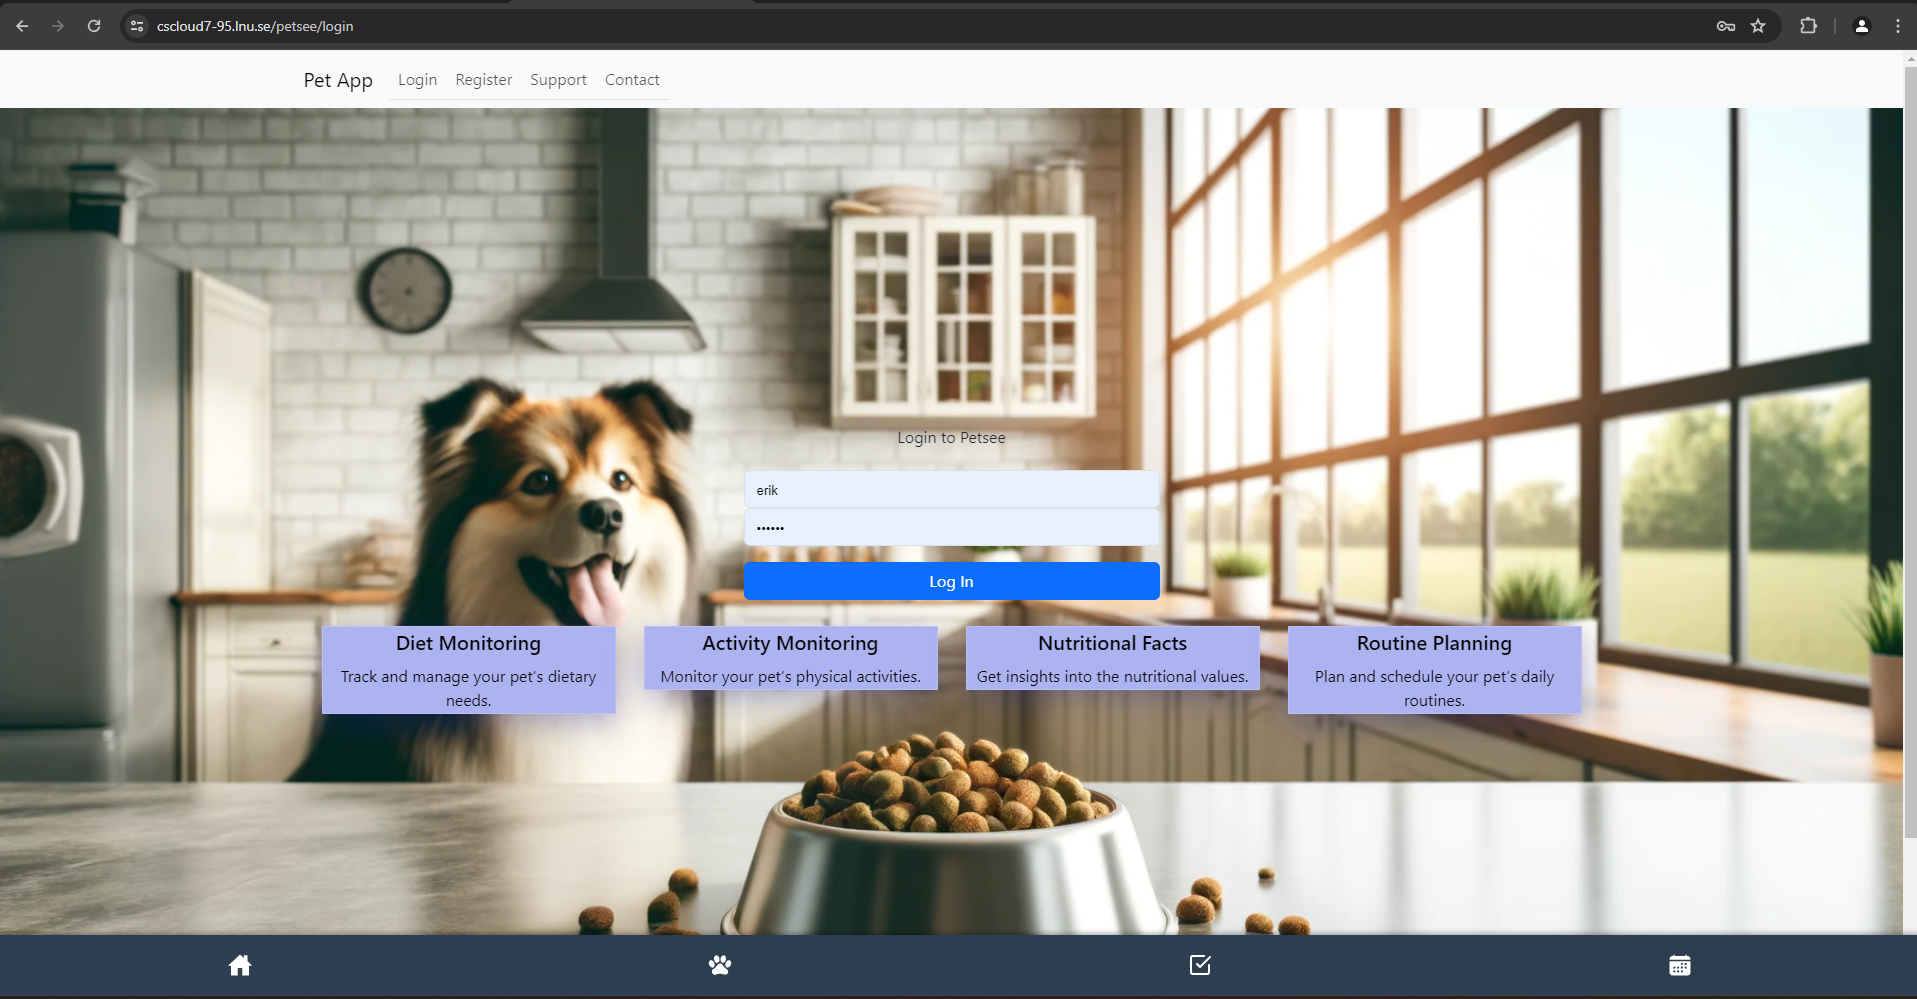 cscloud7-95.lnu.se/petsee/login
Pet App Login Register Support Contact
Login to Petsee
erik
••••••
Log In
Diet Monitoring
Track and manage your pet's dietary
needs.
Activity Monitoring
Monitor your pet's physical activities.
Nutritional Facts
Get insights into the nutritional values.
Routine Planning
Plan and schedule your pet's daily
routines.